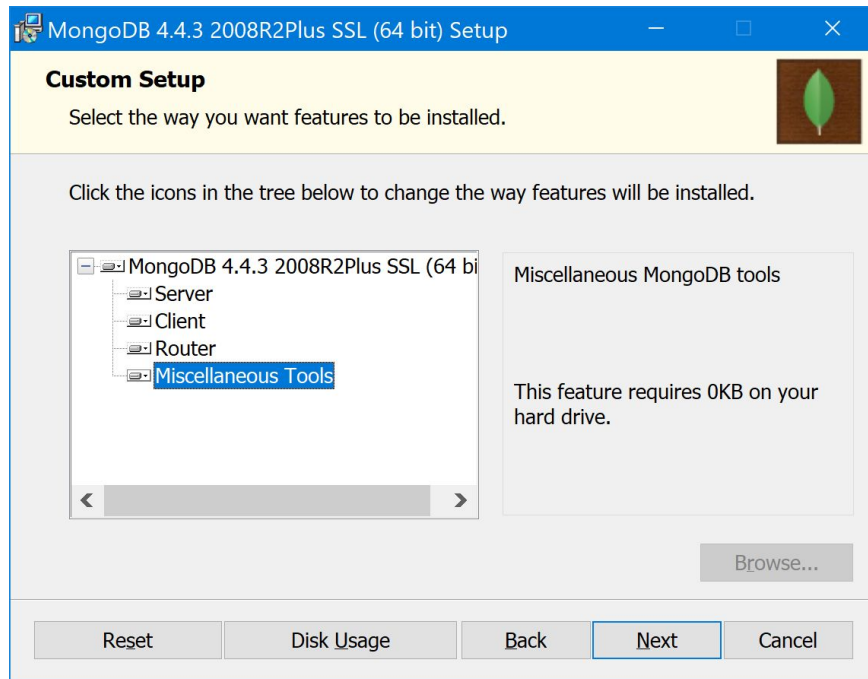 MongoDB 4.4.3 2008R2Plus SSL (64 bit) Setup
Custom Setup
Select the way you want features to be installed.
Click the icons in the tree below to change the way features will be installed.
MongoDB 4.4.3 2008R2Plus SSL (64 bi
Server
Client
Router
Miscellaneous Tools
Miscellaneous MongoDB tools
This feature requires 0KB on your
hard drive.
Browse...
Reset Disk Usage Back Next Cancel